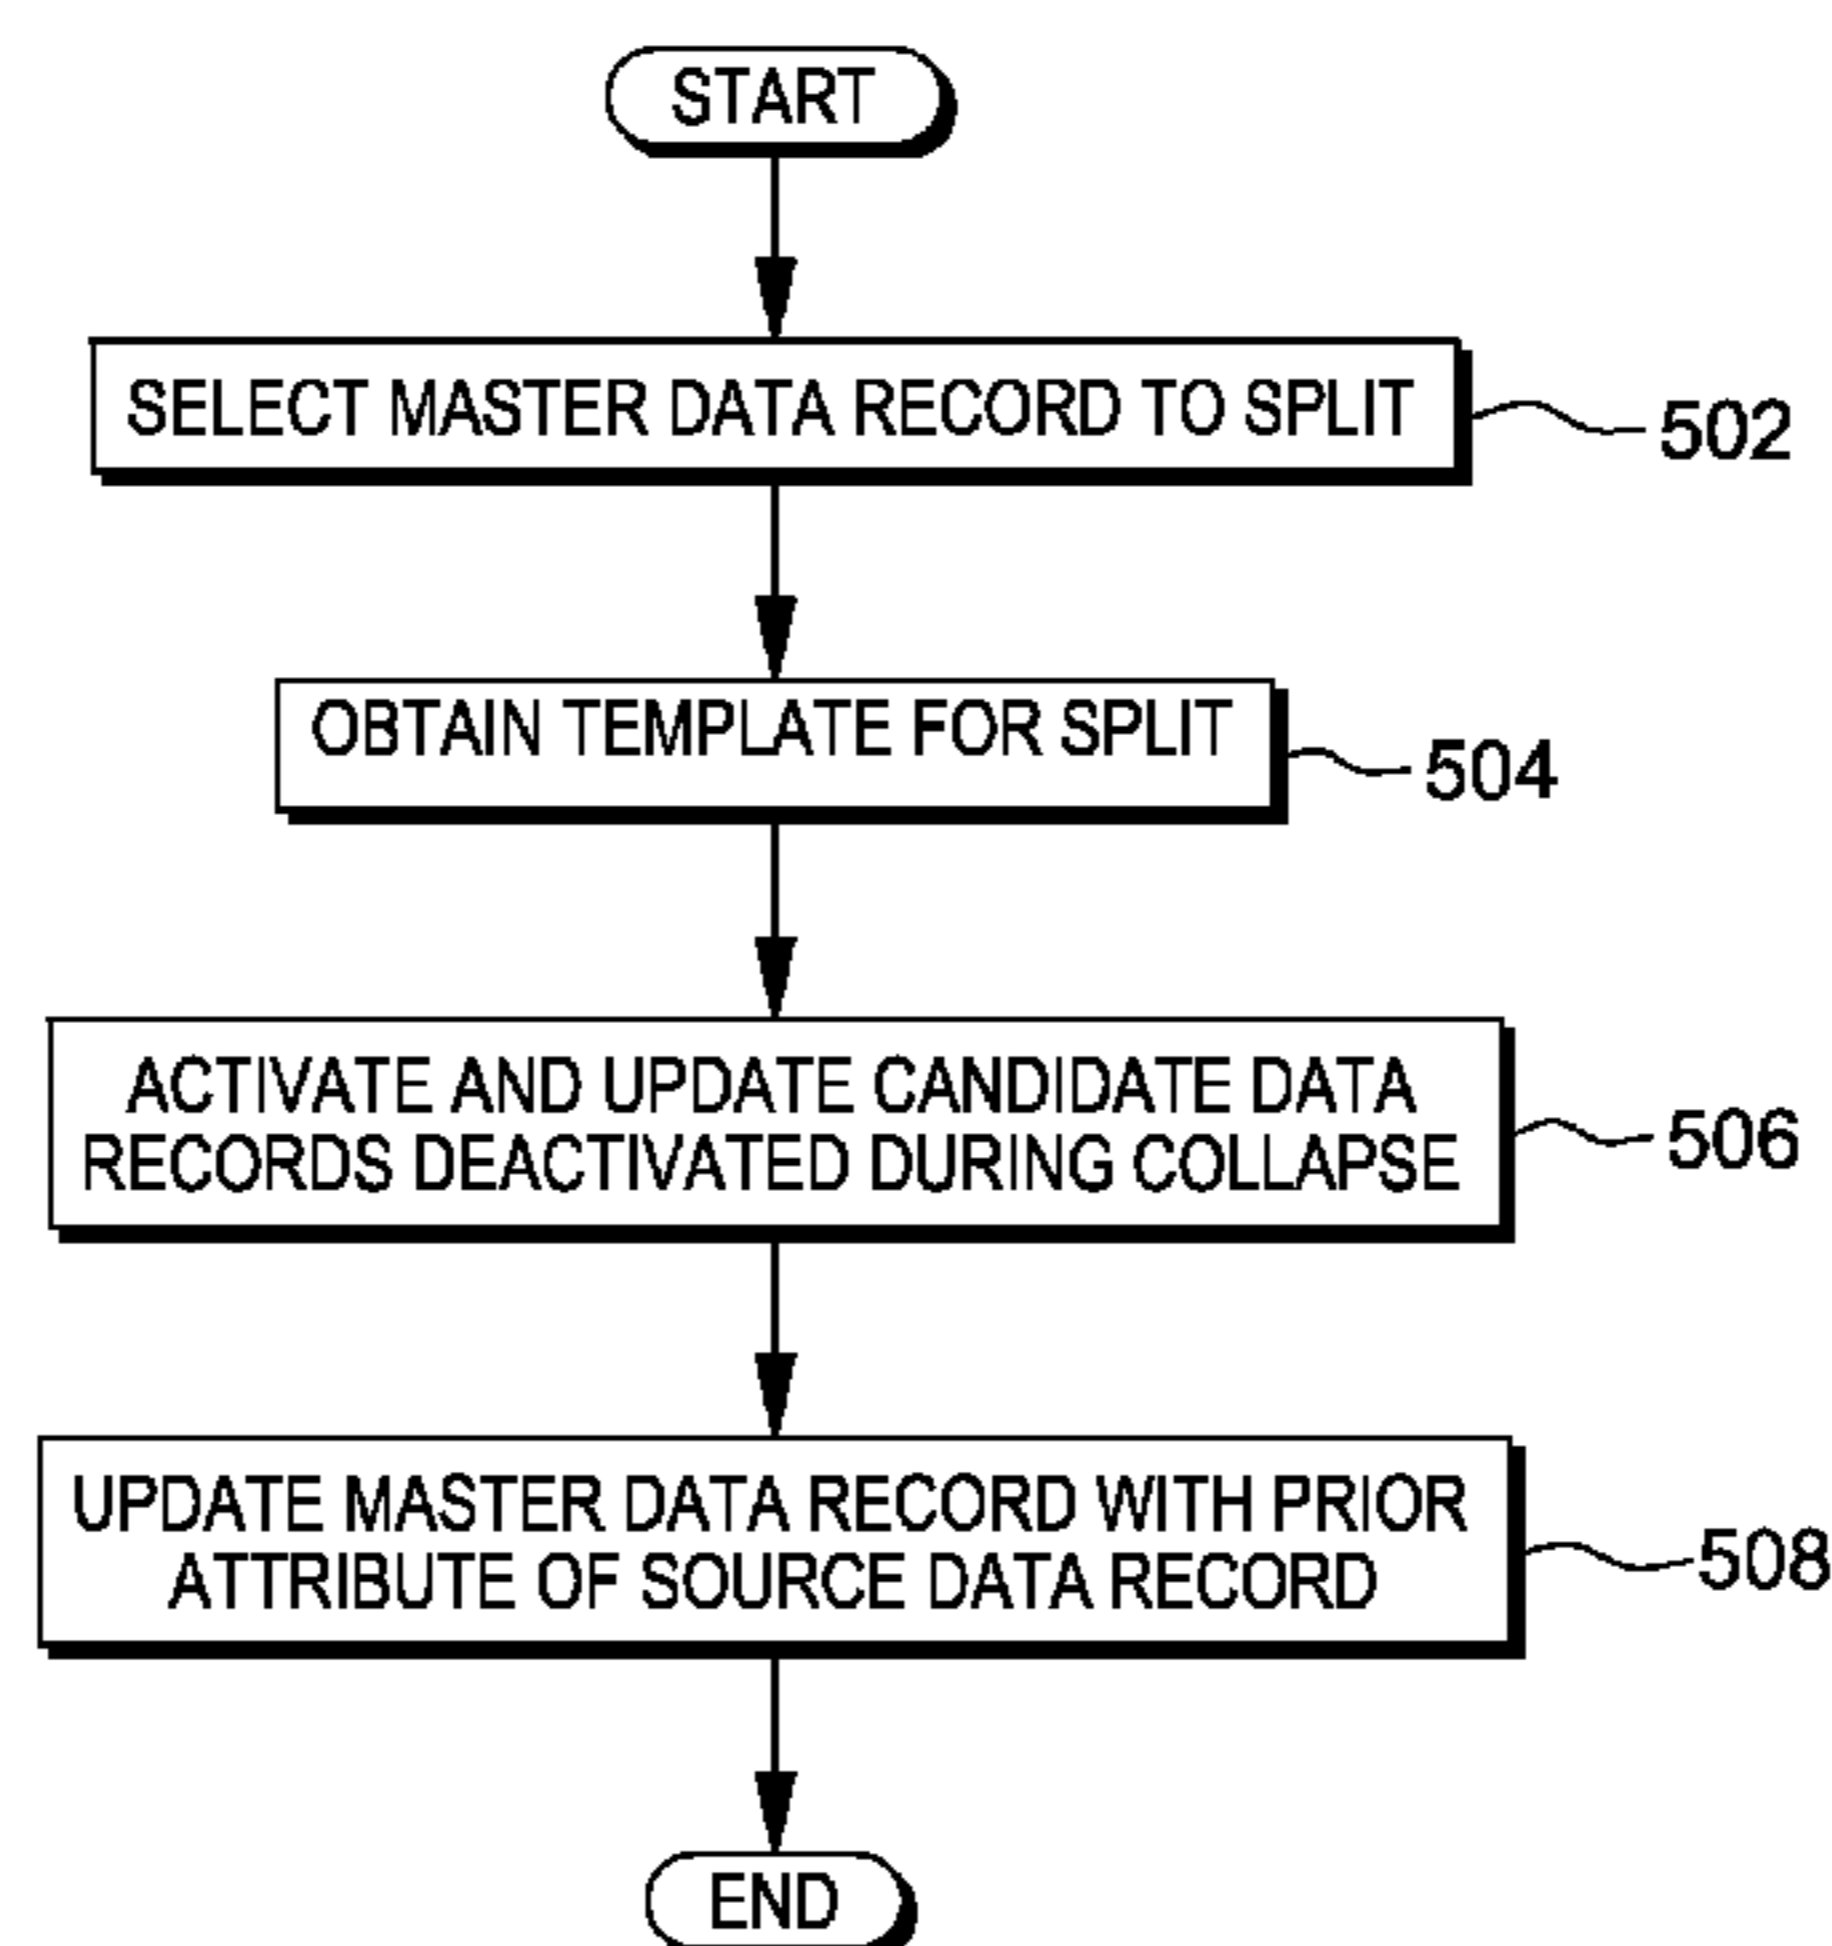 START
SELECT MASTER DATA RECORD TO SPLIT
502
OBTAIN TEMPLATE FOR SPLIT
504
ACTIVATE AND UPDATE CANDIDATE DATA
RECORDS DEACTIVATED DURING COLLAPSE
506
UPDATE MASTER DATA RECORD WITH PRIOR
ATTRIBUTE OF SOURCE DATA RECORD
508
END